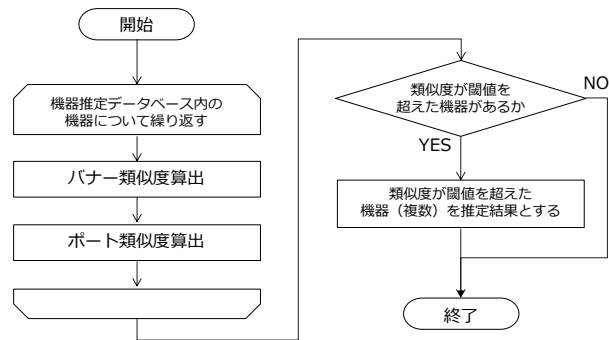 開始
機器推定データベース内の
機器について繰り返す
バナー類似度算出
ポート類似度算出
類似度が閾値を
超えた機器があるか
NO
YES
類似度が閾値を超えた
機器（複数）を推定結果とする
終了